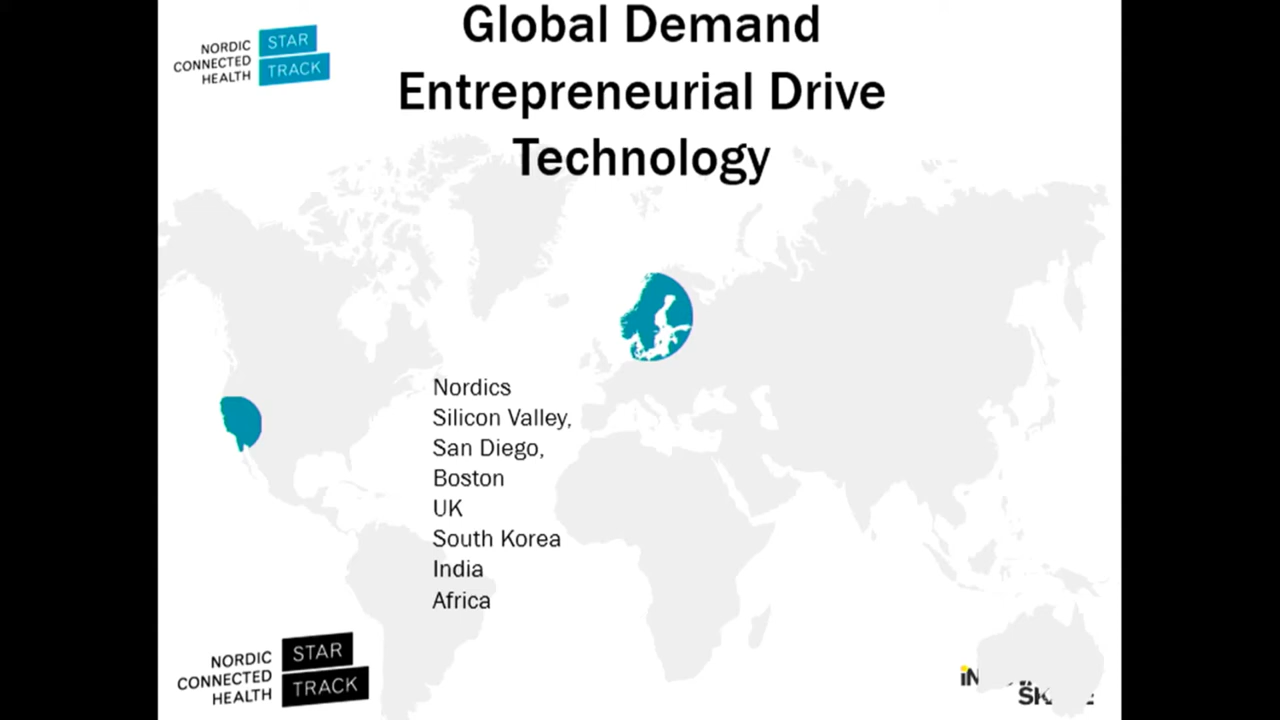 Global Demand
Entrepreneurial Drive
Technology
NORDIC
CONNECTED
HEALTH
STAR
TRACK
Nordics
Silicon Valley,
San Diego,
Boston
UK
South Korea
India
Africa
NORDIC
CONNECTED
HEALTH
STAR
TRACK